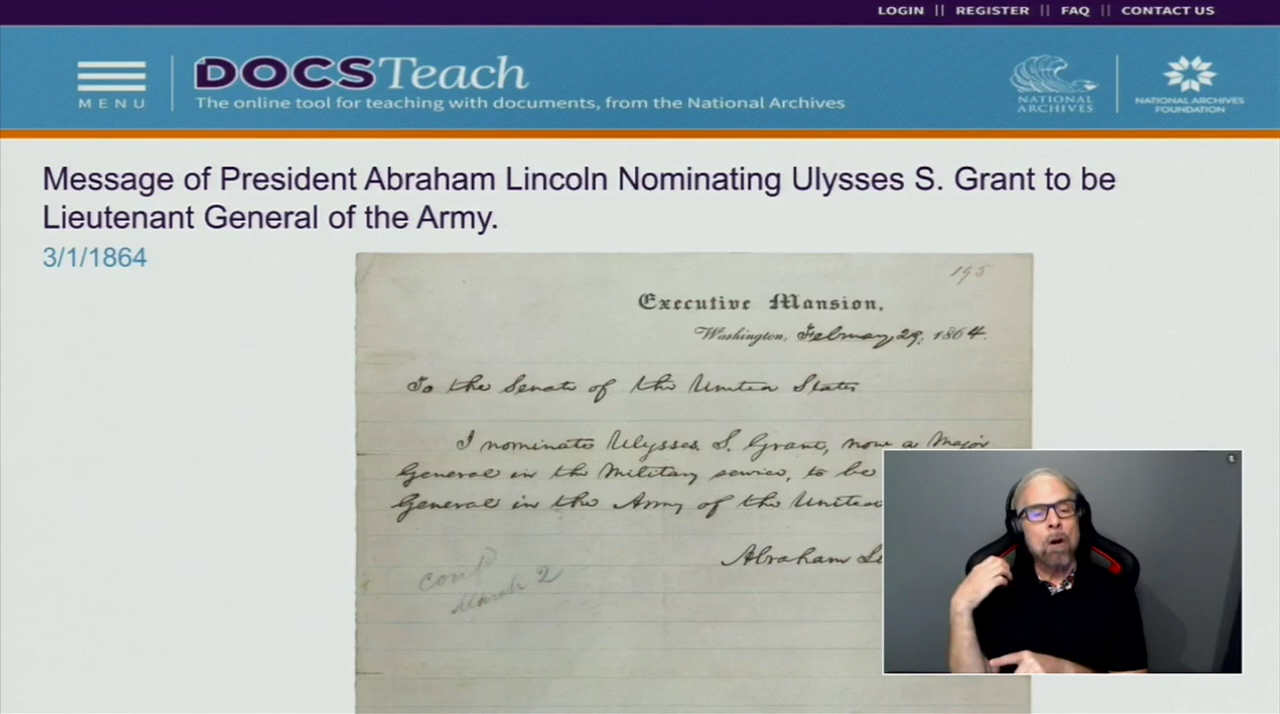 LOGIN || REGISTER || FAQ || CONTACT US
MENU
DOCSTeach
The online tool for teaching with documents, from the National Archives
NATIONAL ARCHIVES
NATIONAL ARCHIVES FOUNDATION
Message of President Abraham Lincoln Nominating Ulysses S. Grant to be
Lieutenant General of the Army.
3/1/1864
195
Executive Mansion,
Washington, February 29, 1864.
To the Senate of the United States
I nominate Ulysses S. Grant, now a Major
General in the Military service, to be
General in the Army of the United
Abraham
conf
March 2